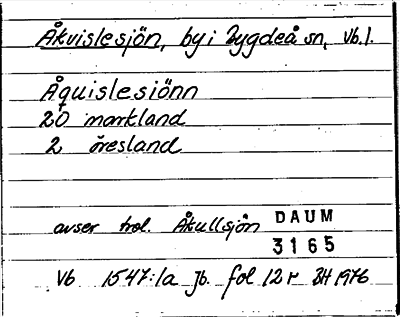 Åkvislesjön, by i Bygdeå sn, Vb.l.
Åquislesiönn
20 markland
2 öresland
avser trol. Åkullsjön
DAUM
3165
Vb 1547:1a Jb. fol 12 r BH 1976